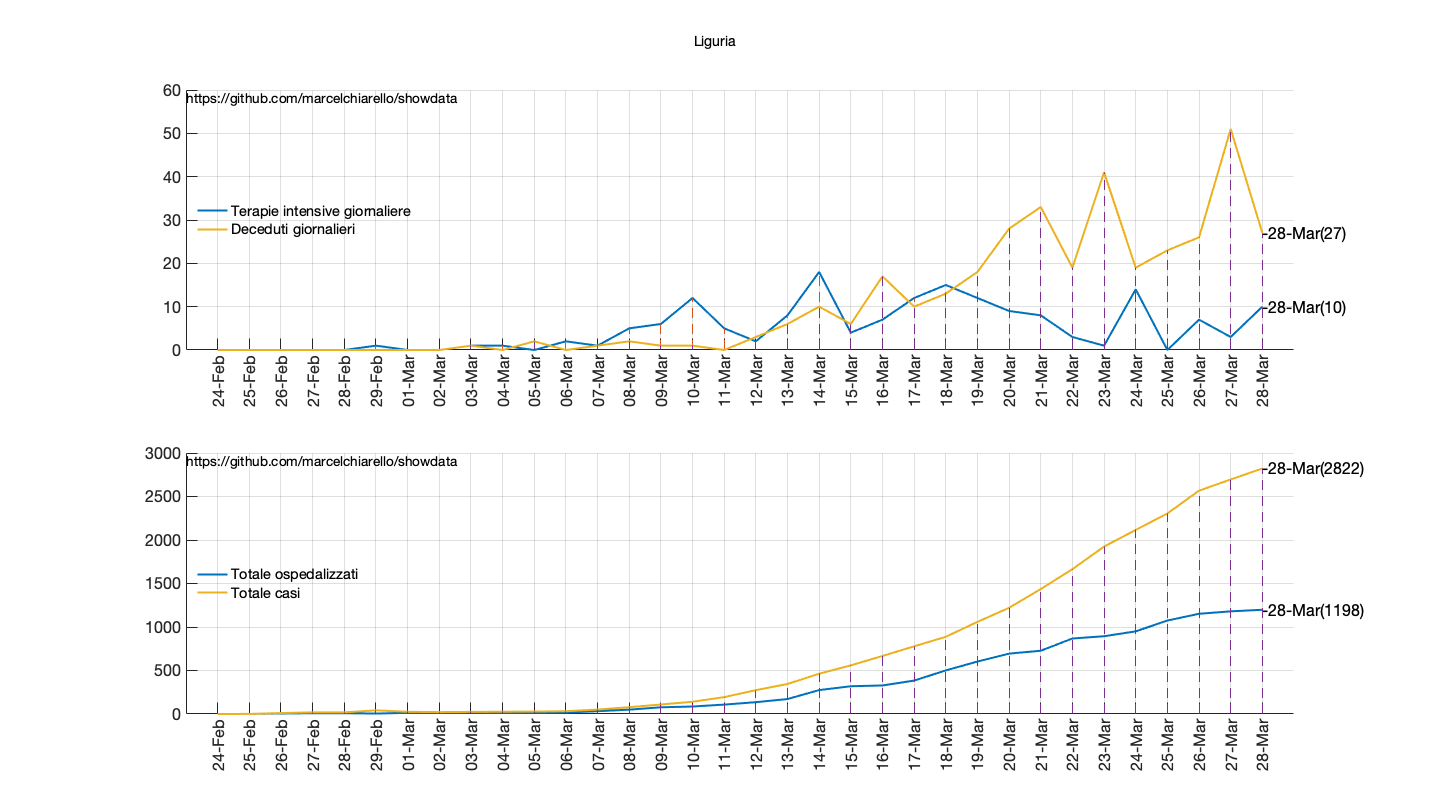 Liguria
60
https://github.com/marcelchiarello/showdata
50
40
30
Terapie intensive giornaliere
Deceduti giornalieri
28-Mar(27)
20
28-Mar(10)
10
0
24-Feb
25-Feb
26-Feb
27-Feb
28-Feb
29-Feb
01-Mar
02-Mar
03-Mar
04-Mar
05-Mar
06-Mar
07-Mar
08-Mar
09-Mar
10-Mar
11-Mar
12-Mar
13-Mar
14-Mar
15-Mar
16-Mar
17-Mar
18-Mar
19-Mar
20-Mar
21-Mar
22-Mar
23-Mar
24-Mar
25-Mar
26-Mar
27-Mar
28-Mar
3000
https://github.com/marcelchiarello/showdata
28-Mar(2822)
2500
2000
1500
Totale ospedalizzati
Totale casi
28-Mar(1198)
1000
500
0
24-Feb
25-Feb
26-Feb
27-Feb
28-Feb
29-Feb
01-Mar
02-Mar
03-Mar
04-Mar
05-Mar
06-Mar
07-Mar
08-Mar
09-Mar
10-Mar
11-Mar
12-Mar
13-Mar
14-Mar
15-Mar
16-Mar
17-Mar
18-Mar
19-Mar
20-Mar
21-Mar
22-Mar
23-Mar
24-Mar
25-Mar
26-Mar
27-Mar
28-Mar